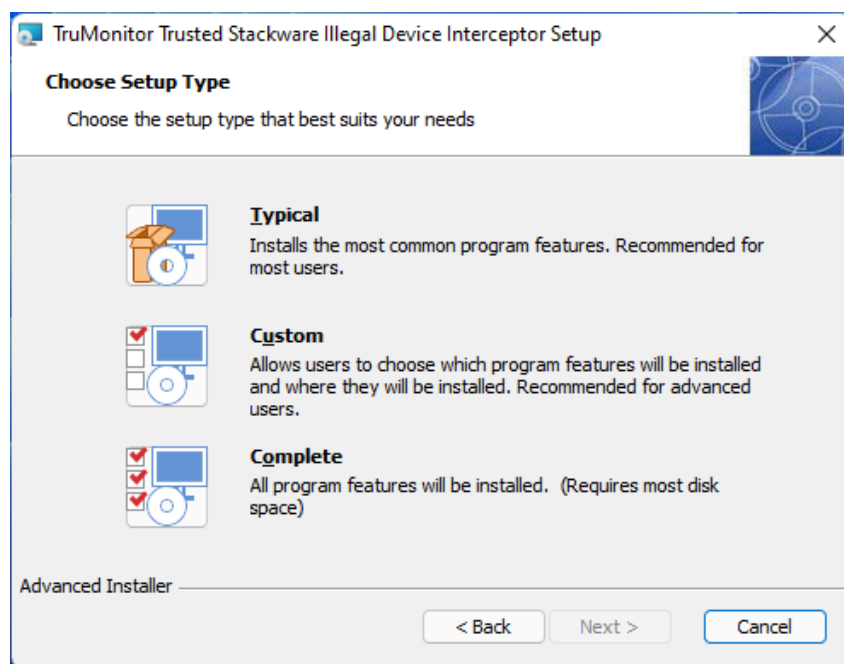 TruMonitor Trusted Stackware Illegal Device Interceptor Setup
Choose Setup Type
Choose the setup type that best suits your needs
Typical
Installs the most common program features. Recommended for
most users.
Custom
Allows users to choose which program features will be installed
and where they will be installed. Recommended for advanced
users.
Complete
All program features will be installed.  (Requires most disk
space)
Advanced Installer
< Back
Next >
Cancel